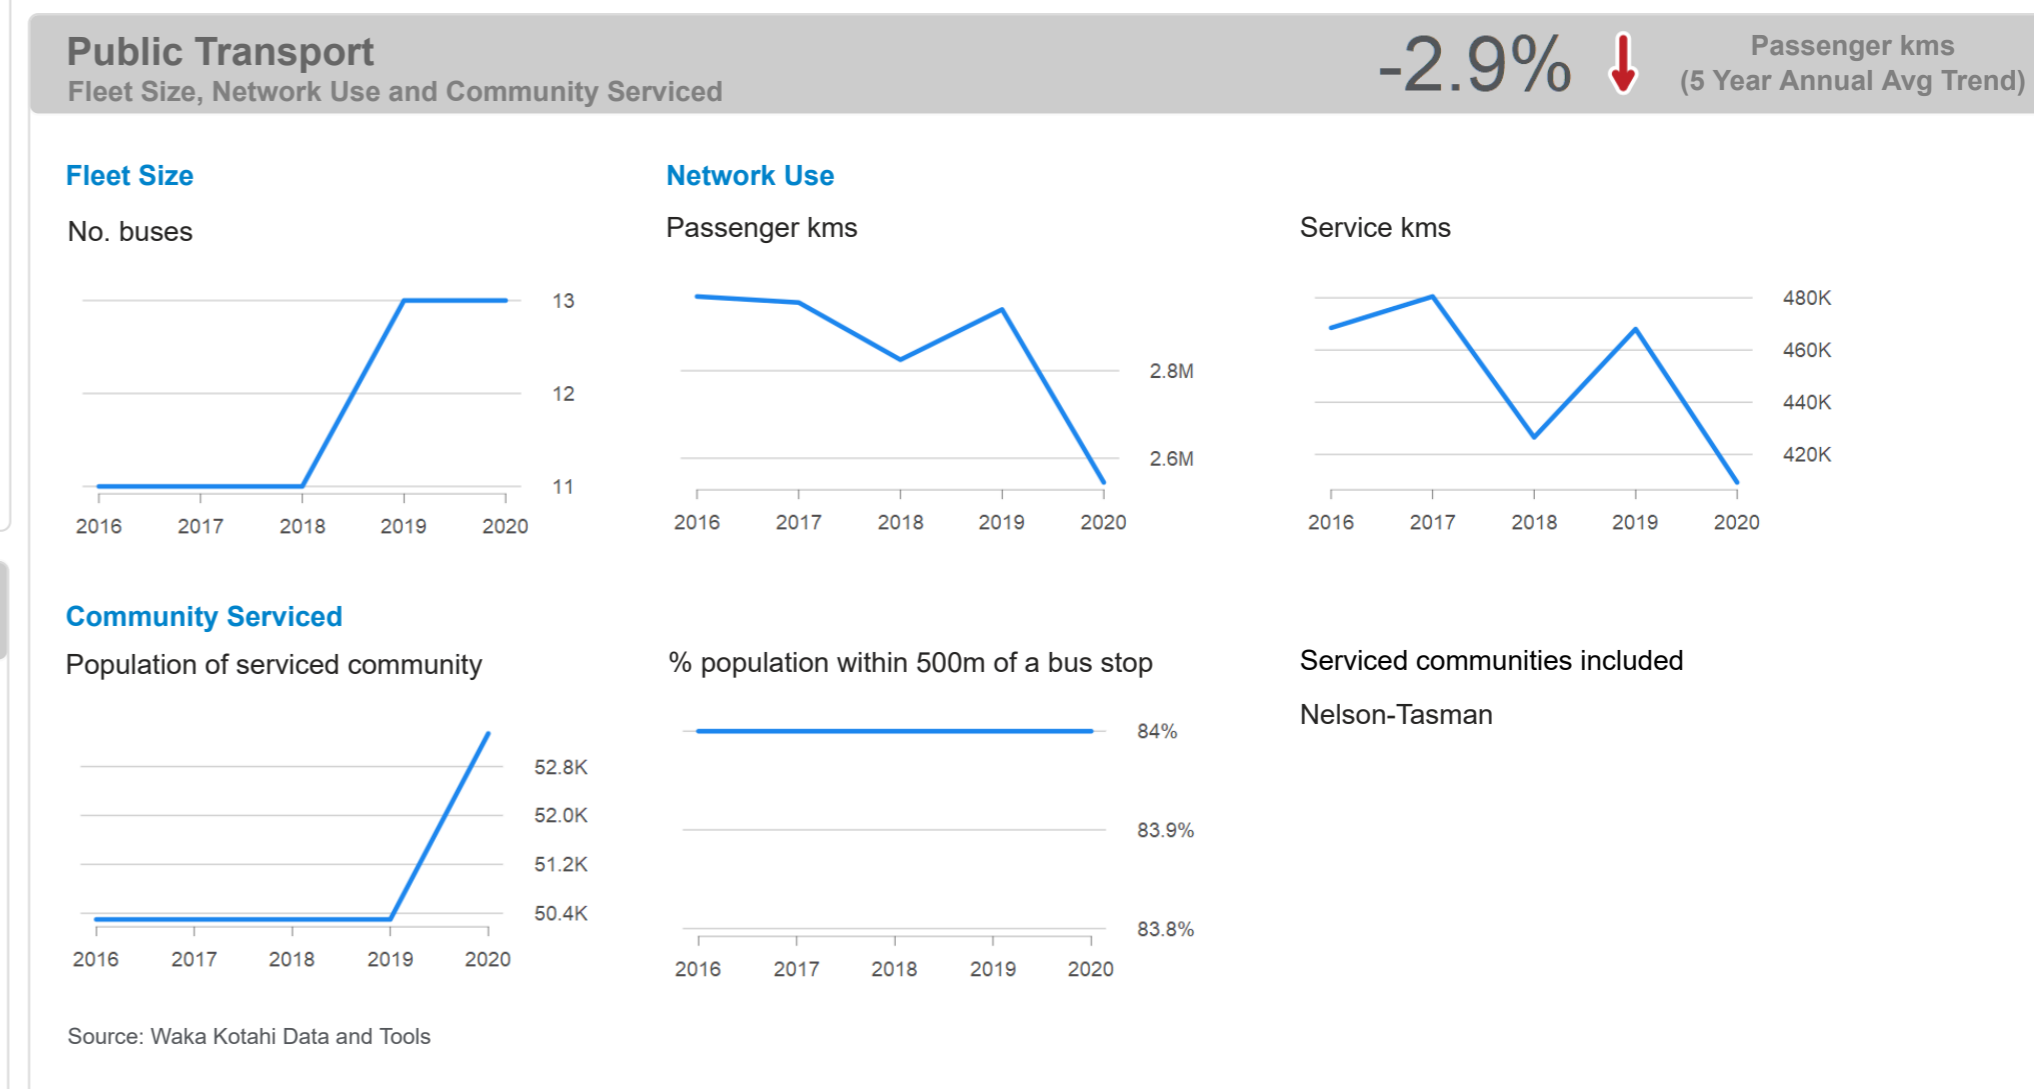 Public Transport
Fleet Size, Network Use and Community Serviced
-2.9%
Passenger kms
(5 Year Annual Avg Trend)
Fleet Size
No. buses
13
12
11
2016 2017 2018 2019 2020
Network Use
Passenger kms
2.8M
2.6M
2016 2017 2018 2019 2020
Service kms
480K
460K
440K
420K
2016 2017 2018 2019 2020
Community Serviced
Population of serviced community
52.8K
52.0K
51.2K
50.4K
2016 2017 2018 2019 2020
% population within 500m of a bus stop
84%
83.9%
83.8%
2016 2017 2018 2019 2020
Serviced communities included
Nelson-Tasman
Source: Waka Kotahi Data and Tools